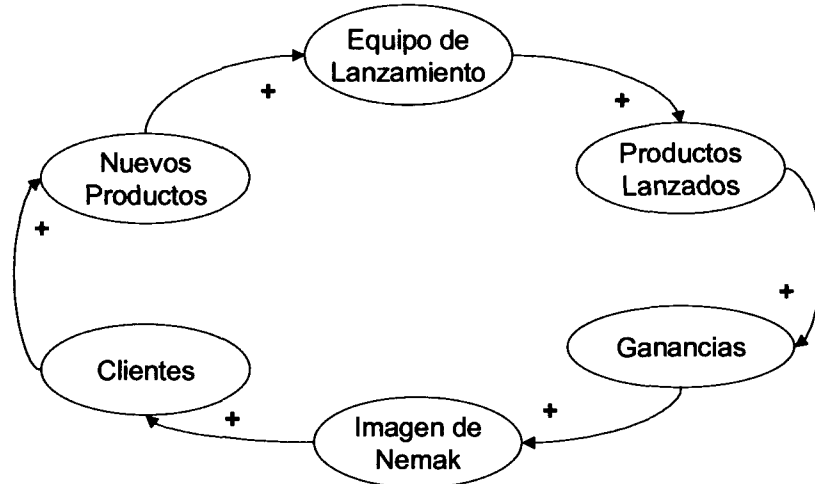 Equipo de
Lanzamiento
+
+
Nuevos
Productos
Productos
Lanzados
+
+
Clientes
Ganancias
+
+
Imagen de
Nemak